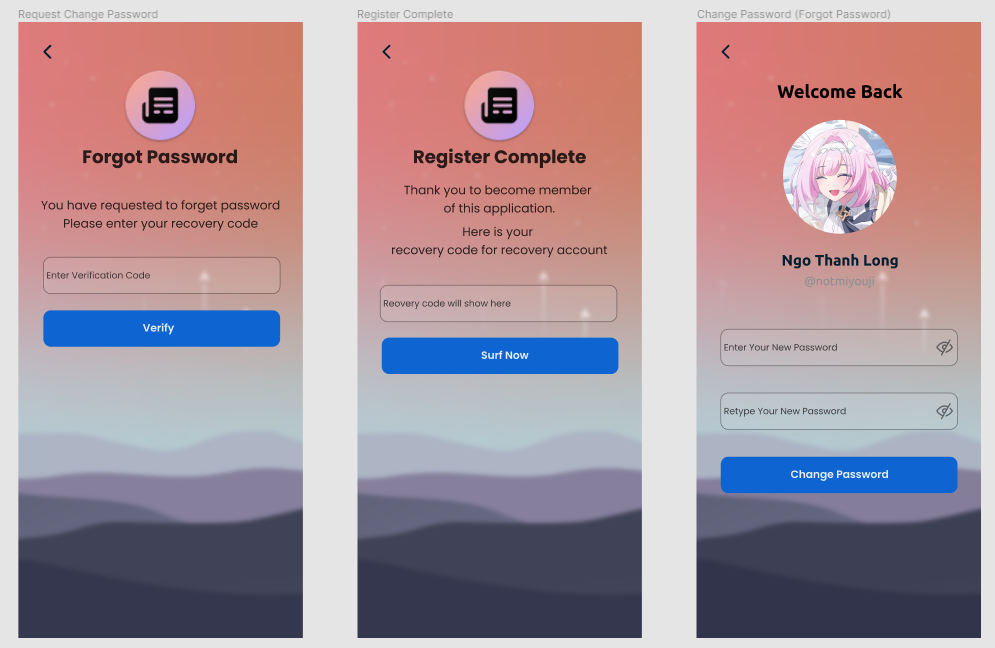 Request Change Password
Forgot Password
You have requested to forget password
Please enter your recovery code
Enter Verification Code
Verify
Register Complete
Register Complete
Thank you to become member
of this application.
Here is your
recovery code for recovery account
Reovery code will show here
Surf Now
Change Password (Forgot Password)
Welcome Back
Ngo Thanh Long
@notmiyouji
Enter Your New Password
Retype Your New Password
Change Password